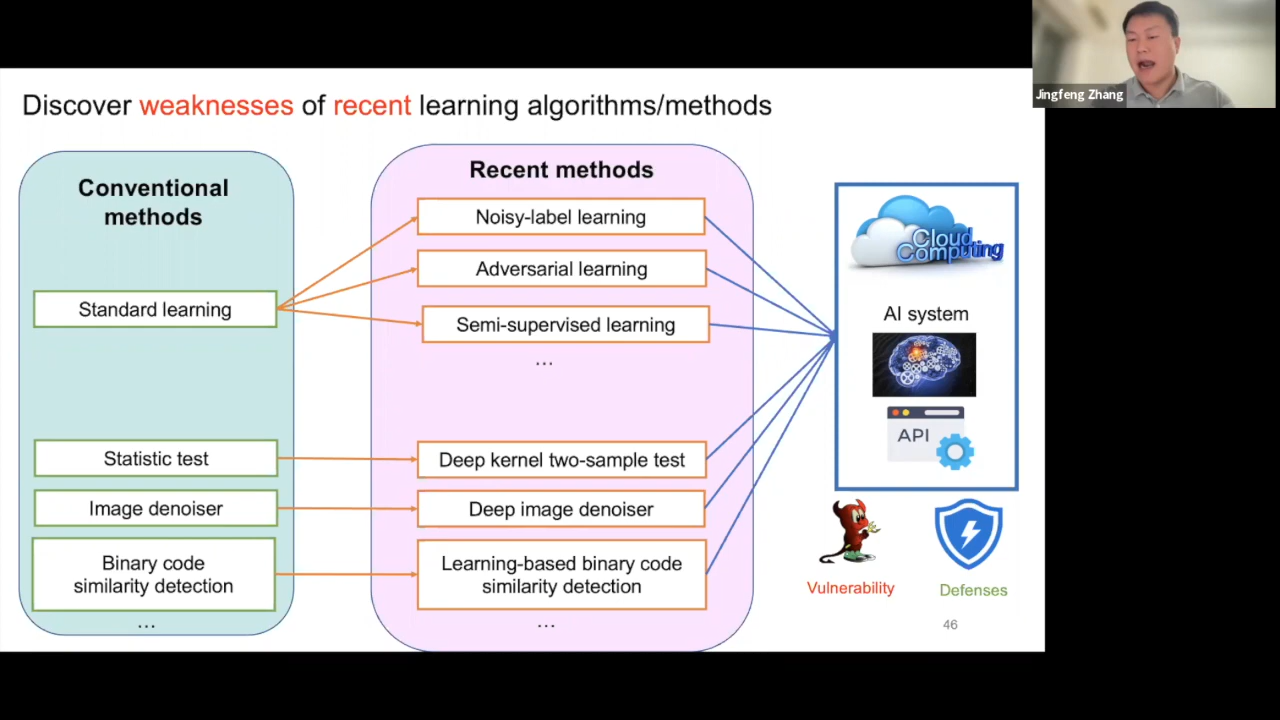 Jingfeng Zhang
Discover weaknesses of recent learning algorithms/methods
Conventional
methods
Standard learning
Statistic test
Image denoiser
Binary code
similarity detection
...
Recent methods
Noisy-label learning
Adversarial learning
Semi-supervised learning
...
Deep kernel two-sample test
Deep image denoiser
Learning-based binary code
similarity detection
...
Cloud
Computing
AI system
API
Vulnerability
Defenses
46